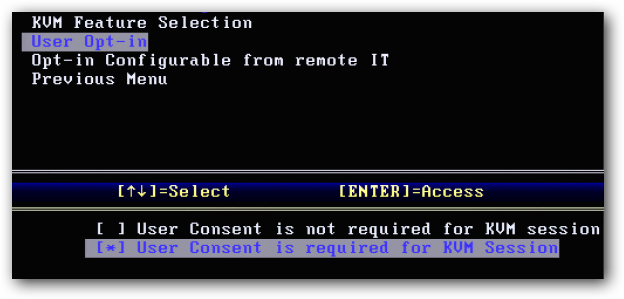 KVM Feature Selection
User Opt-in
Opt-in Configurable from remote IT
Previous Menu
[↑↓]=Select [ENTER]=Access
[ ] User Consent is not required for KVM session
[*] User Consent is required for KVM Session